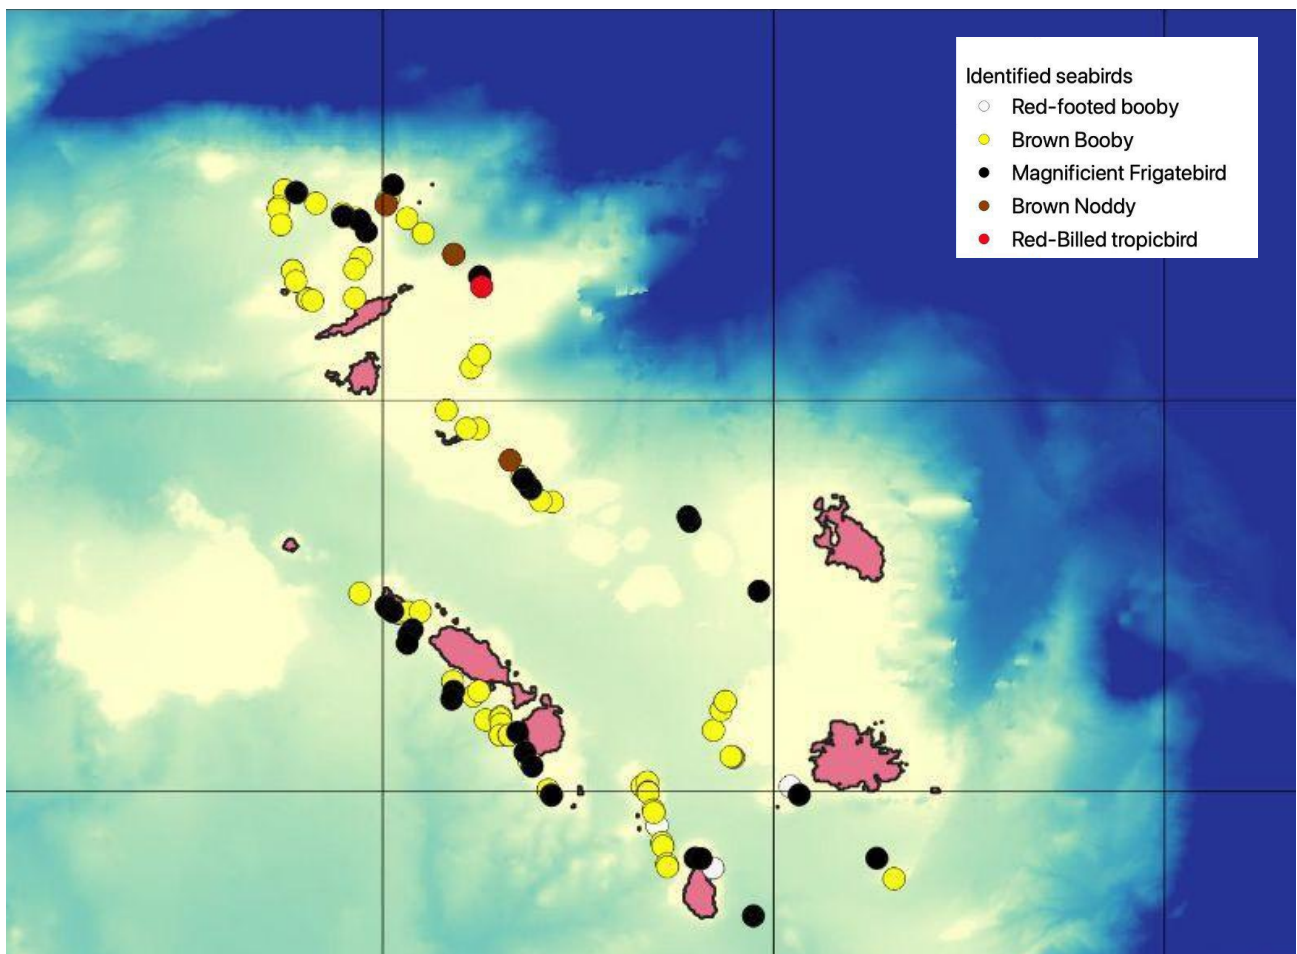 Identified seabirds
Red-footed booby
Brown Booby
Magnificient Frigatebird
Brown Noddy
Red-Billed tropicbird